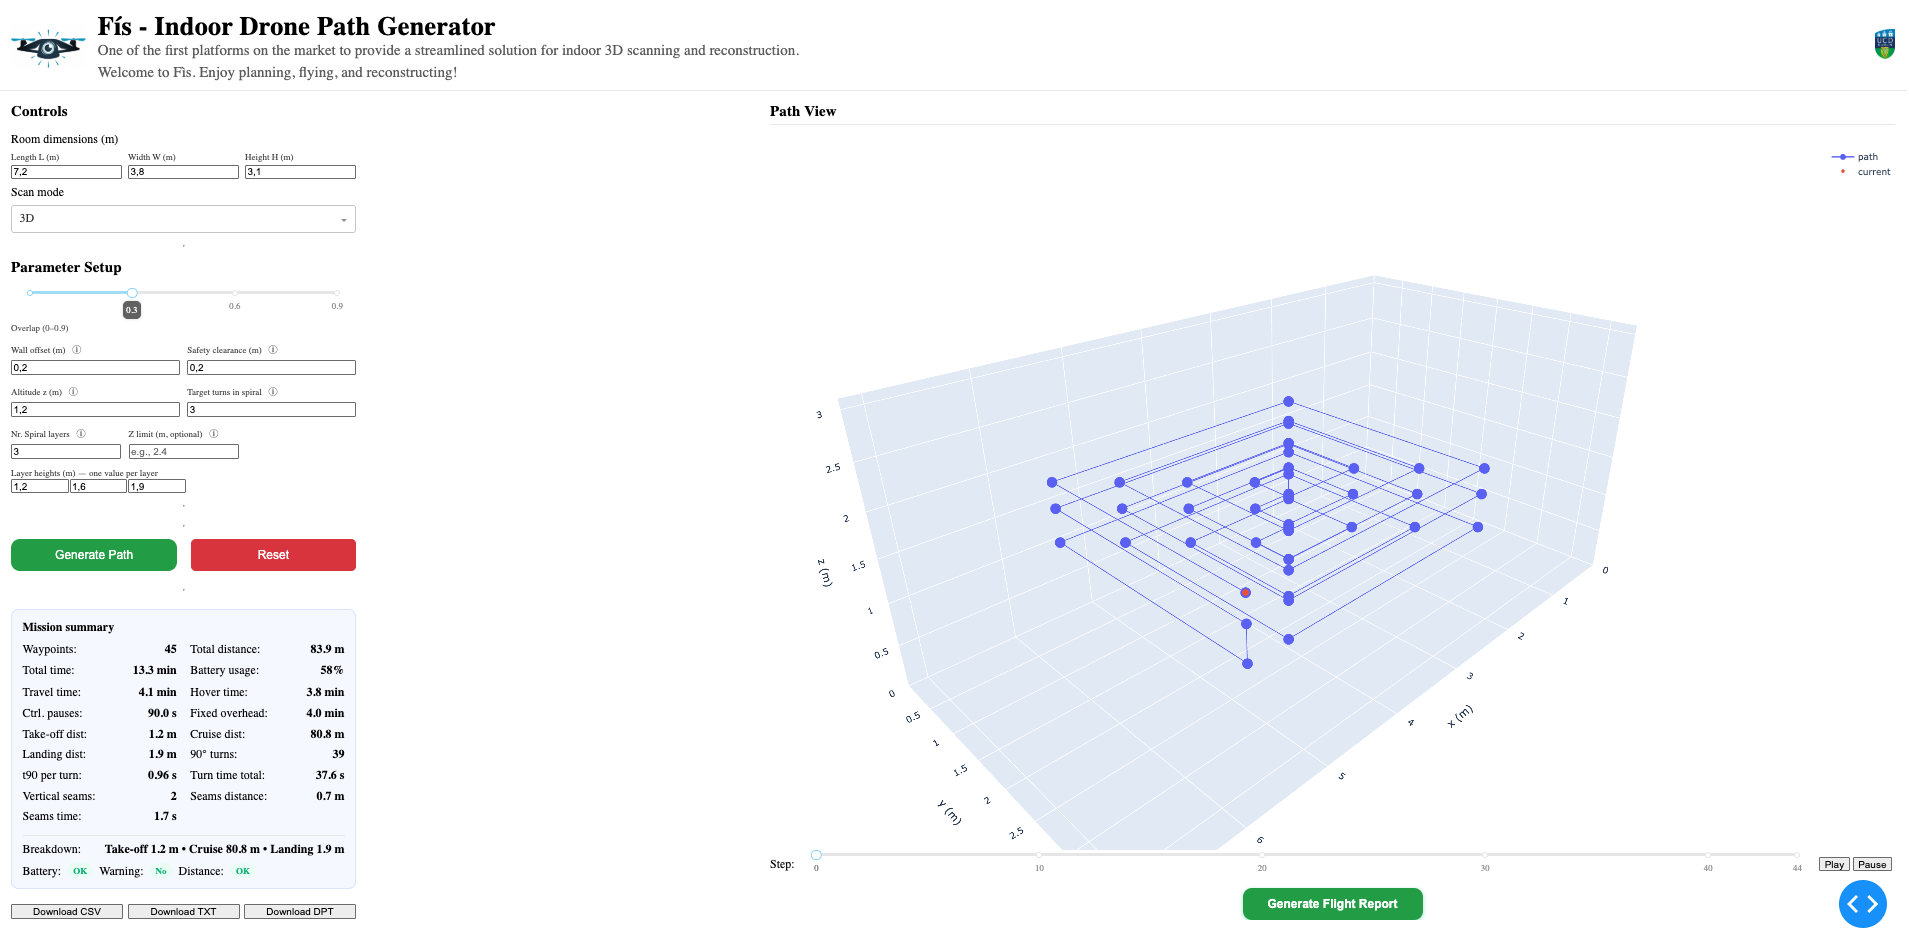 Fís - Indoor Drone Path Generator
One of the first platforms on the market to provide a streamlined solution for indoor 3D scanning and reconstruction.
Welcome to Fis. Enjoy planning, flying, and reconstructing!
UCD
Controls
Room dimensions (m)
Length L (m) Width W (m) Height H (m)
7,2 3,8 3,1
Scan mode
3D
Parameter Setup
0.3 0.6 0.9
Overlap (0–0.9)
Wall offset (m) ⓘ Safety clearance (m) ⓘ
0,2 0,2
Altitude z (m) ⓘ Target turns in spiral ⓘ
1,2 3
Nr. Spiral layers ⓘ Z limit (m, optional) ⓘ
3 e.g., 2.4
Layer heights (m) — one value per layer
1,2 1,6 1,9
Generate Path Reset
Mission summary
Waypoints: 45 Total distance: 83.9 m
Total time: 13.3 min Battery usage: 58%
Travel time: 4.1 min Hover time: 3.8 min
Ctrl. pauses: 90.0 s Fixed overhead: 4.0 min
Take-off dist: 1.2 m Cruise dist: 80.8 m
Landing dist: 1.9 m 90° turns: 39
t90 per turn: 0.96 s Turn time total: 37.6 s
Vertical seams: 2 Seams distance: 0.7 m
Seams time: 1.7 s
Breakdown: Take-off 1.2 m • Cruise 80.8 m • Landing 1.9 m
Battery: OK Warning: No Distance: OK
Download CSV Download TXT Download DPT
Path View
path
current
3
2.5
2
1.5
1
0.5
0
z (m)
0.5
1
1.5
2
2.5
y (m)
0
1
2
3
4
5
6
x (m)
Step: 0 10 20 30 40 44 Play Pause
Generate Flight Report